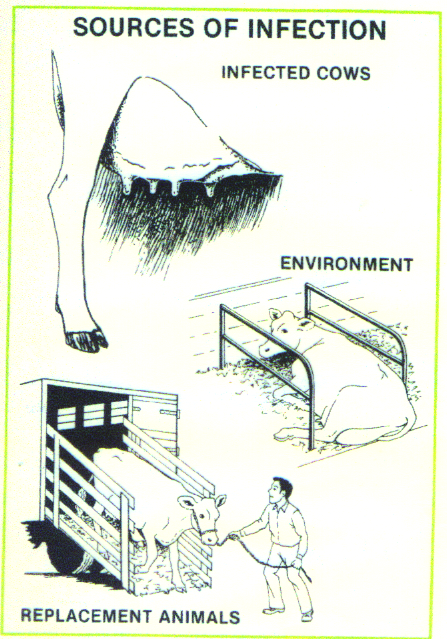 SOURCES OF INFECTION
INFECTED COWS
ENVIRONMENT
REPLACEMENT ANIMALS